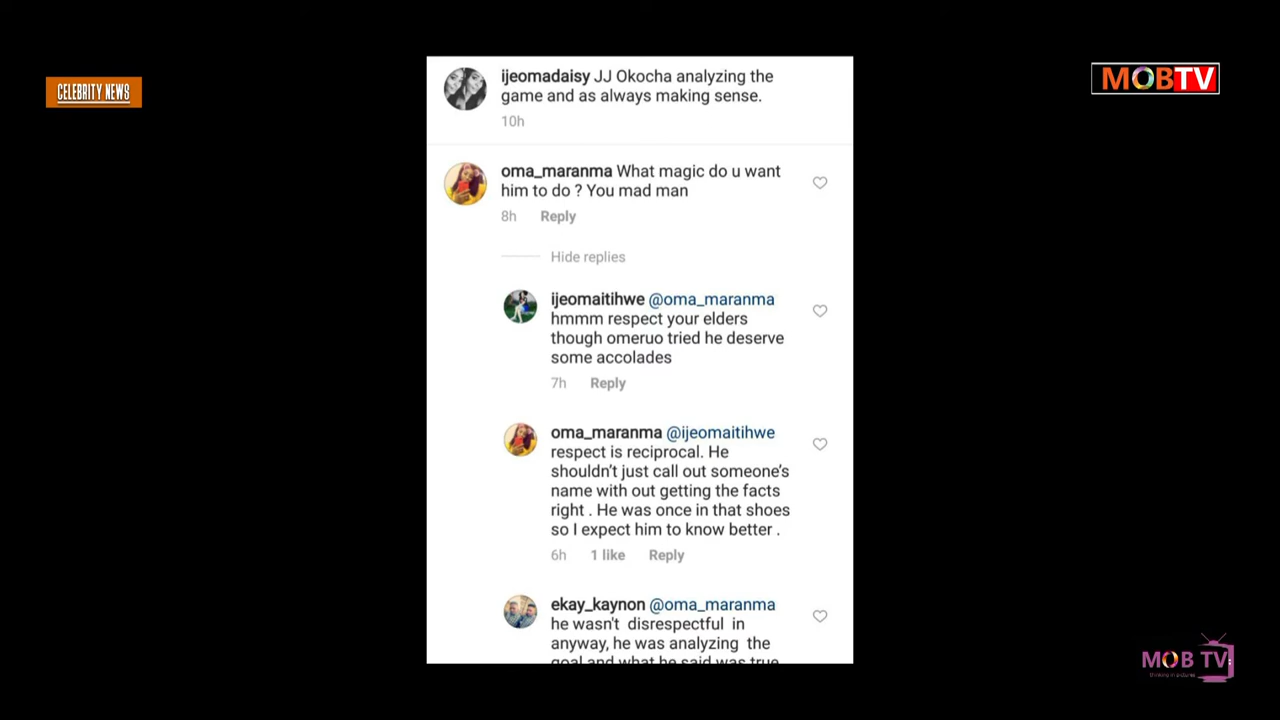 CELEBRITY NEWS
MOBTV
ijeomadaisy JJ Okocha analyzing the
game and as always making sense.
10h
oma_maranma What magic do u want
him to do ? You mad man
8h Reply
Hide replies
ijeomaitihwe @oma_maranma
hmmm respect your elders
though omeruo tried he deserve
some accolades
7h Reply
oma_maranma @ijeomaitihwe
respect is reciprocal. He
shouldn't just call out someone's
name with out getting the facts
right . He was once in that shoes
so I expect him to know better .
6h 1 like Reply
ekay_kaynon @oma_maranma
he wasn't disrespectful in
anyway, he was analyzing the
goal and what he said was true
MOB TV
thinking in pictures